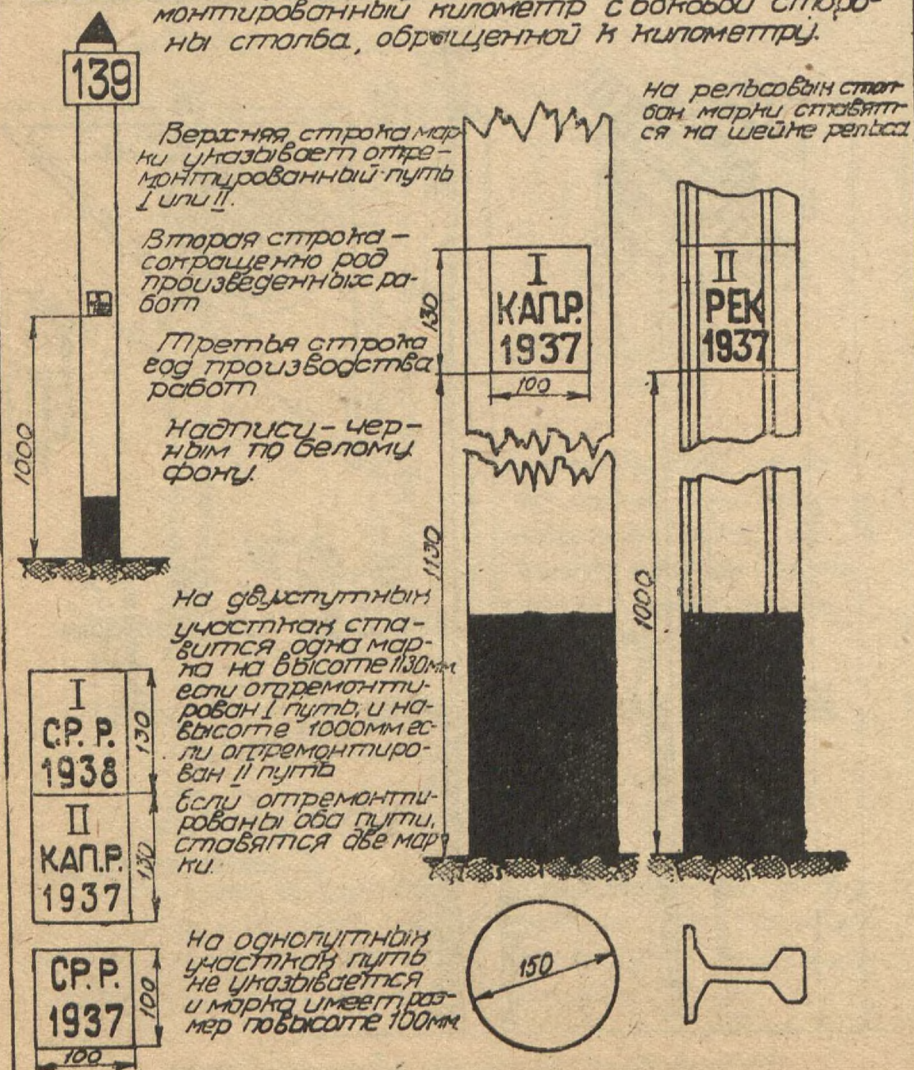 монтированный километр с боковой сторо-
ны столба, обращенной к километру.
139
На рельсовых стол-
бах марки ставят-
ся на шейке рельса
Верхняя строка мар
ки указывает отре-
монтированный путь
I или II.
Вторая строка –
сокращенно род
произведенных ра-
бот
Третья строка
год производства
работ
Надписи – чер-
ным по белому
фону.
1000
I
КАП.Р.
1937
130
100
1130
II
РЕК
1937
1000
На двухпутных
участках ста-
вится одна мар-
ка на высоте 1130мм
если отремонти-
рован I путь, и на
высоте 1000мм ес-
ли отремонтиро-
ван II путь
Если отремонти-
рованы оба пути,
ставятся две мар
ки.
I
СР. Р.
1938
130
II
КАП.Р.
1937
130
На однопутных
участках путь
не указывается
и марка имеет раз-
мер по высоте 100мм
СР. Р.
1937
100
100
150